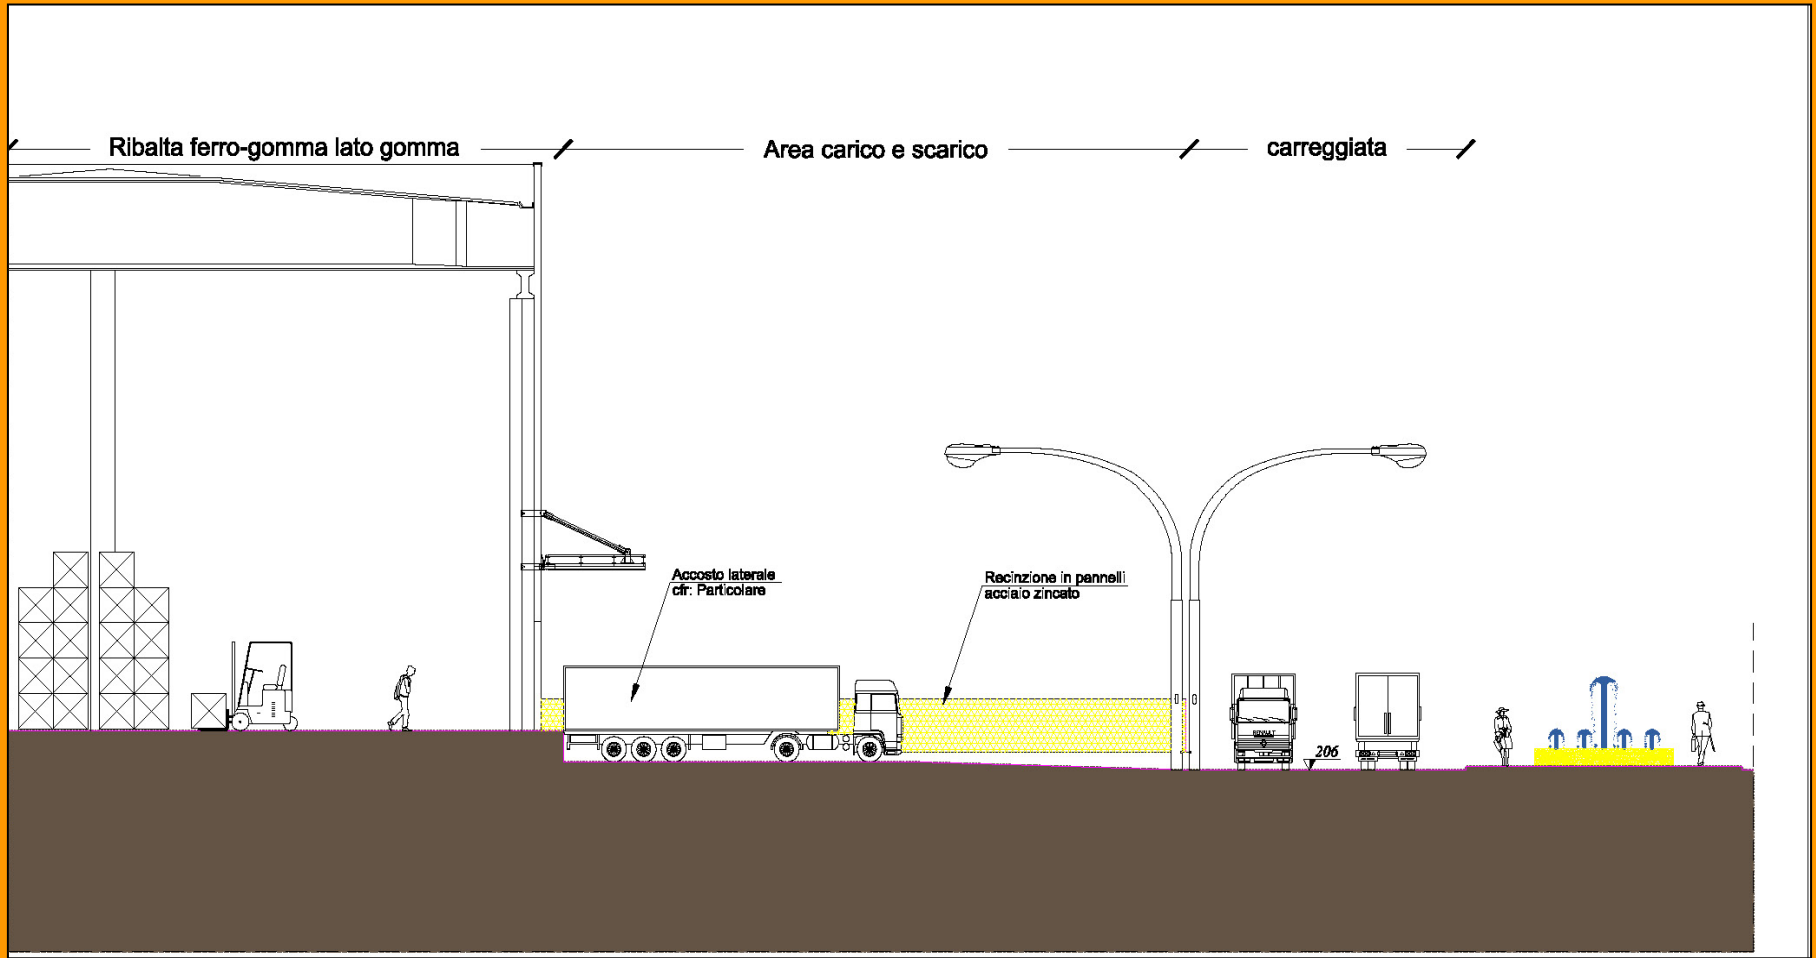 Ribalta ferro-gomma lato gomma
Area carico e scarico
carreggiata
Accosto laterale
cfr: Particolare
Recinzione in pannelli
acciaio zincato
RENAULT
206